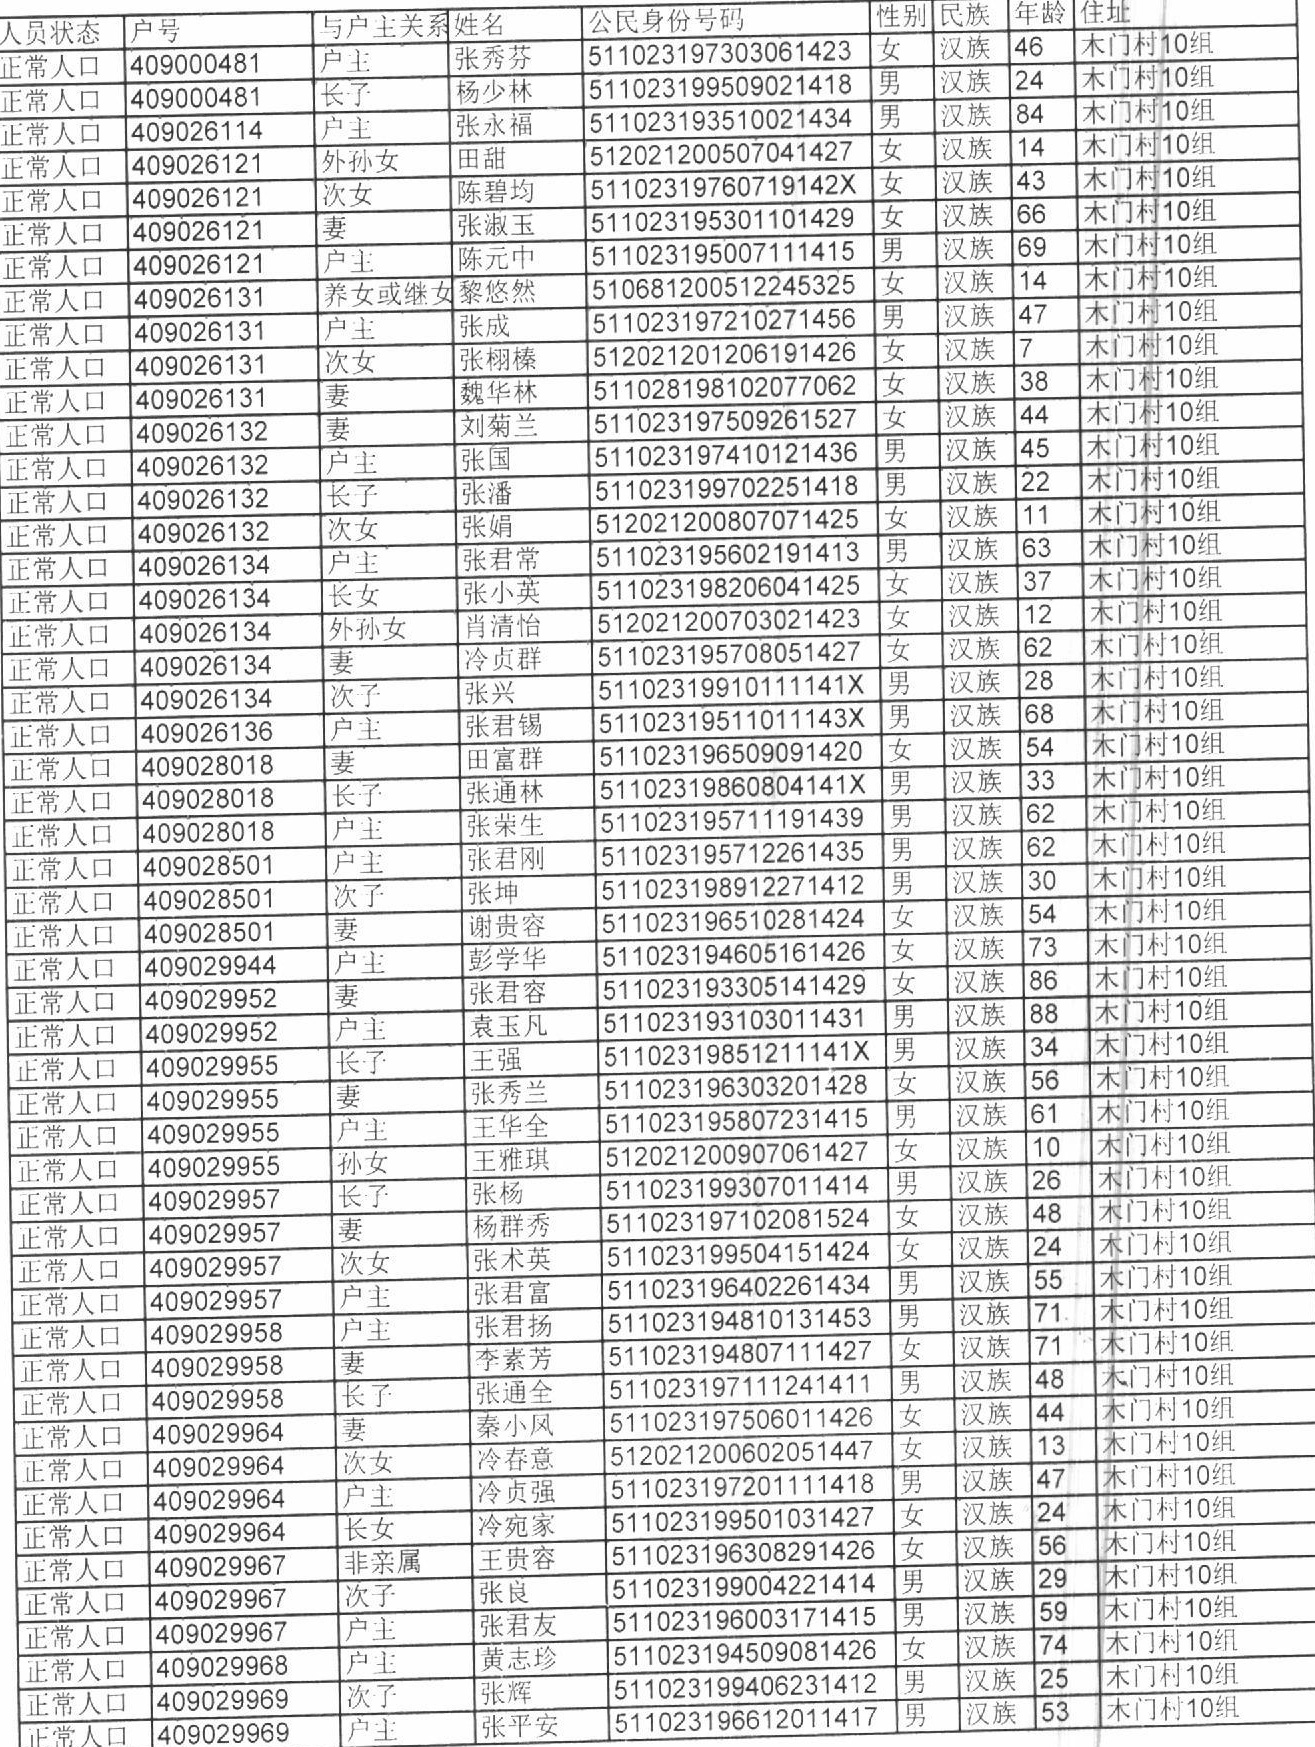 人员状态 户号 与户主关系 姓名 公民身份号码 性别 民族 年龄 住址
正常人口 409000481 户主 张秀芬 511023197303061423 女 汉族 46 木门村10组
正常人口 409000481 长子 杨少林 511023199509021418 男 汉族 24 木门村10组
正常人口 409026114 户主 张永福 511023193510021434 男 汉族 84 木门村10组
正常人口 409026121 外孙女 田甜 512021200507041427 女 汉族 14 木门村10组
正常人口 409026121 次女 陈碧均 51102319760719142X 女 汉族 43 木门村10组
正常人口 409026121 妻 张淑玉 511023195301101429 女 汉族 66 木门村10组
正常人口 409026121 户主 陈元中 511023195007111415 男 汉族 69 木门村10组
正常人口 409026131 养女或继女 黎悠然 510681200512245325 女 汉族 14 木门村10组
正常人口 409026131 户主 张成 511023197210271456 男 汉族 47 木门村10组
正常人口 409026131 次女 张栩榛 512021201206191426 女 汉族 7 木门村10组
正常人口 409026131 妻 魏华林 511028198102077062 女 汉族 38 木门村10组
正常人口 409026132 妻 刘菊兰 511023197509261527 女 汉族 44 木门村10组
正常人口 409026132 户主 张国 511023197410121436 男 汉族 45 木门村10组
正常人口 409026132 长子 张潘 511023199702251418 男 汉族 22 木门村10组
正常人口 409026132 次女 张娟 512021200807071425 女 汉族 11 木门村10组
正常人口 409026134 户主 张君常 511023195602191413 男 汉族 63 木门村10组
正常人口 409026134 长女 张小英 511023198206041425 女 汉族 37 木门村10组
正常人口 409026134 外孙女 肖清怡 512021200703021423 女 汉族 12 木门村10组
正常人口 409026134 妻 冷贞群 511023195708051427 女 汉族 62 木门村10组
正常人口 409026134 次子 张兴 51102319910111141X 男 汉族 28 木门村10组
正常人口 409026136 户主 张君锡 51102319511011143X 男 汉族 68 木门村10组
正常人口 409028018 妻 田富群 511023196509091420 女 汉族 54 木门村10组
正常人口 409028018 长子 张通林 51102319860804141X 男 汉族 33 木门村10组
正常人口 409028018 户主 张荣生 511023195711191439 男 汉族 62 木门村10组
正常人口 409028501 户主 张君刚 511023195712261435 男 汉族 62 木门村10组
正常人口 409028501 次子 张坤 511023198912271412 男 汉族 30 木门村10组
正常人口 409028501 妻 谢贵容 511023196510281424 女 汉族 54 木门村10组
正常人口 409029944 户主 彭学华 511023194605161426 女 汉族 73 木门村10组
正常人口 409029952 妻 张君容 511023193305141429 女 汉族 86 木门村10组
正常人口 409029952 户主 袁玉凡 511023193103011431 男 汉族 88 木门村10组
正常人口 409029955 长子 王强 51102319851211141X 男 汉族 34 木门村10组
正常人口 409029955 妻 张秀兰 511023196303201428 女 汉族 56 木门村10组
正常人口 409029955 户主 王华全 511023195807231415 男 汉族 61 木门村10组
正常人口 409029955 孙女 王雅琪 512021200907061427 女 汉族 10 木门村10组
正常人口 409029957 长子 张杨 511023199307011414 男 汉族 26 木门村10组
正常人口 409029957 妻 杨群秀 511023197102081524 女 汉族 48 木门村10组
正常人口 409029957 次女 张术英 511023199504151424 女 汉族 24 木门村10组
正常人口 409029957 户主 张君富 511023196402261434 男 汉族 55 木门村10组
正常人口 409029958 户主 张君扬 511023194810131453 男 汉族 71 木门村10组
正常人口 409029958 妻 李素芳 511023194807111427 女 汉族 71 木门村10组
正常人口 409029958 长子 张通全 511023197111241411 男 汉族 48 木门村10组
正常人口 409029964 妻 秦小凤 511023197506011426 女 汉族 44 木门村10组
正常人口 409029964 次女 冷春意 512021200602051447 女 汉族 13 木门村10组
正常人口 409029964 户主 冷贞强 511023197201111418 男 汉族 47 木门村10组
正常人口 409029964 长女 冷宛家 511023199501031427 女 汉族 24 木门村10组
正常人口 409029967 非亲属 王贵容 511023196308291426 女 汉族 56 木门村10组
正常人口 409029967 次子 张良 511023199004221414 男 汉族 29 木门村10组
正常人口 409029967 户主 张君友 511023196003171415 男 汉族 59 木门村10组
正常人口 409029968 户主 黄志珍 511023194509081426 女 汉族 74 木门村10组
正常人口 409029969 次子 张辉 511023199406231412 男 汉族 25 木门村10组
正常人口 409029969 户主 张平安 511023196612011417 男 汉族 53 木门村10组